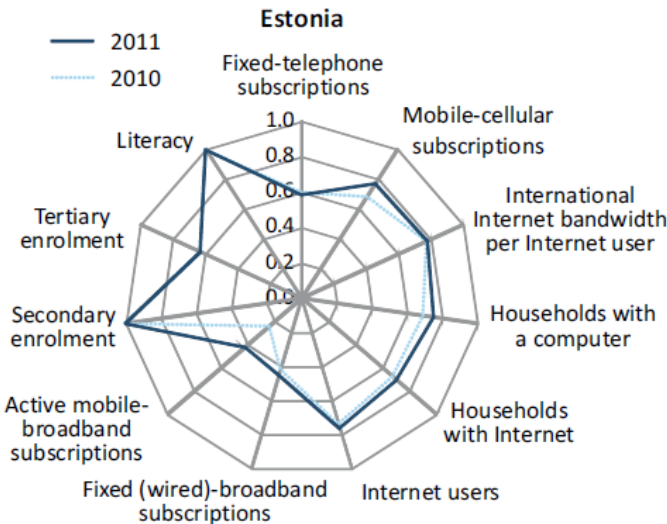 Estonia
2011
2010
Fixed-telephone
subscriptions
Mobile-cellular
subscriptions
International
Internet bandwidth
per Internet user
Households with
a computer
Households
with Internet
Internet users
Fixed (wired)-broadband
subscriptions
Active mobile-
broadband
subscriptions
Secondary
enrolment
Tertiary
enrolment
Literacy
1.0
0.8
0.6
0.4
0.2
0.0